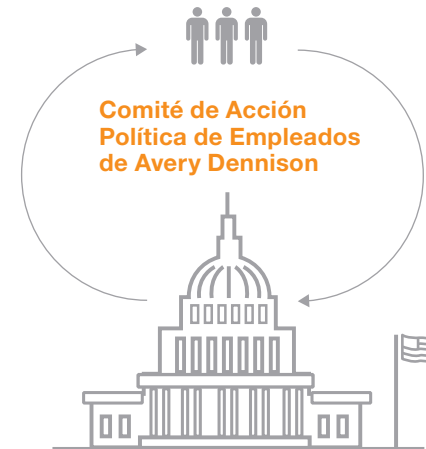 Comité de Acción
Política de Empleados
de Avery Dennison